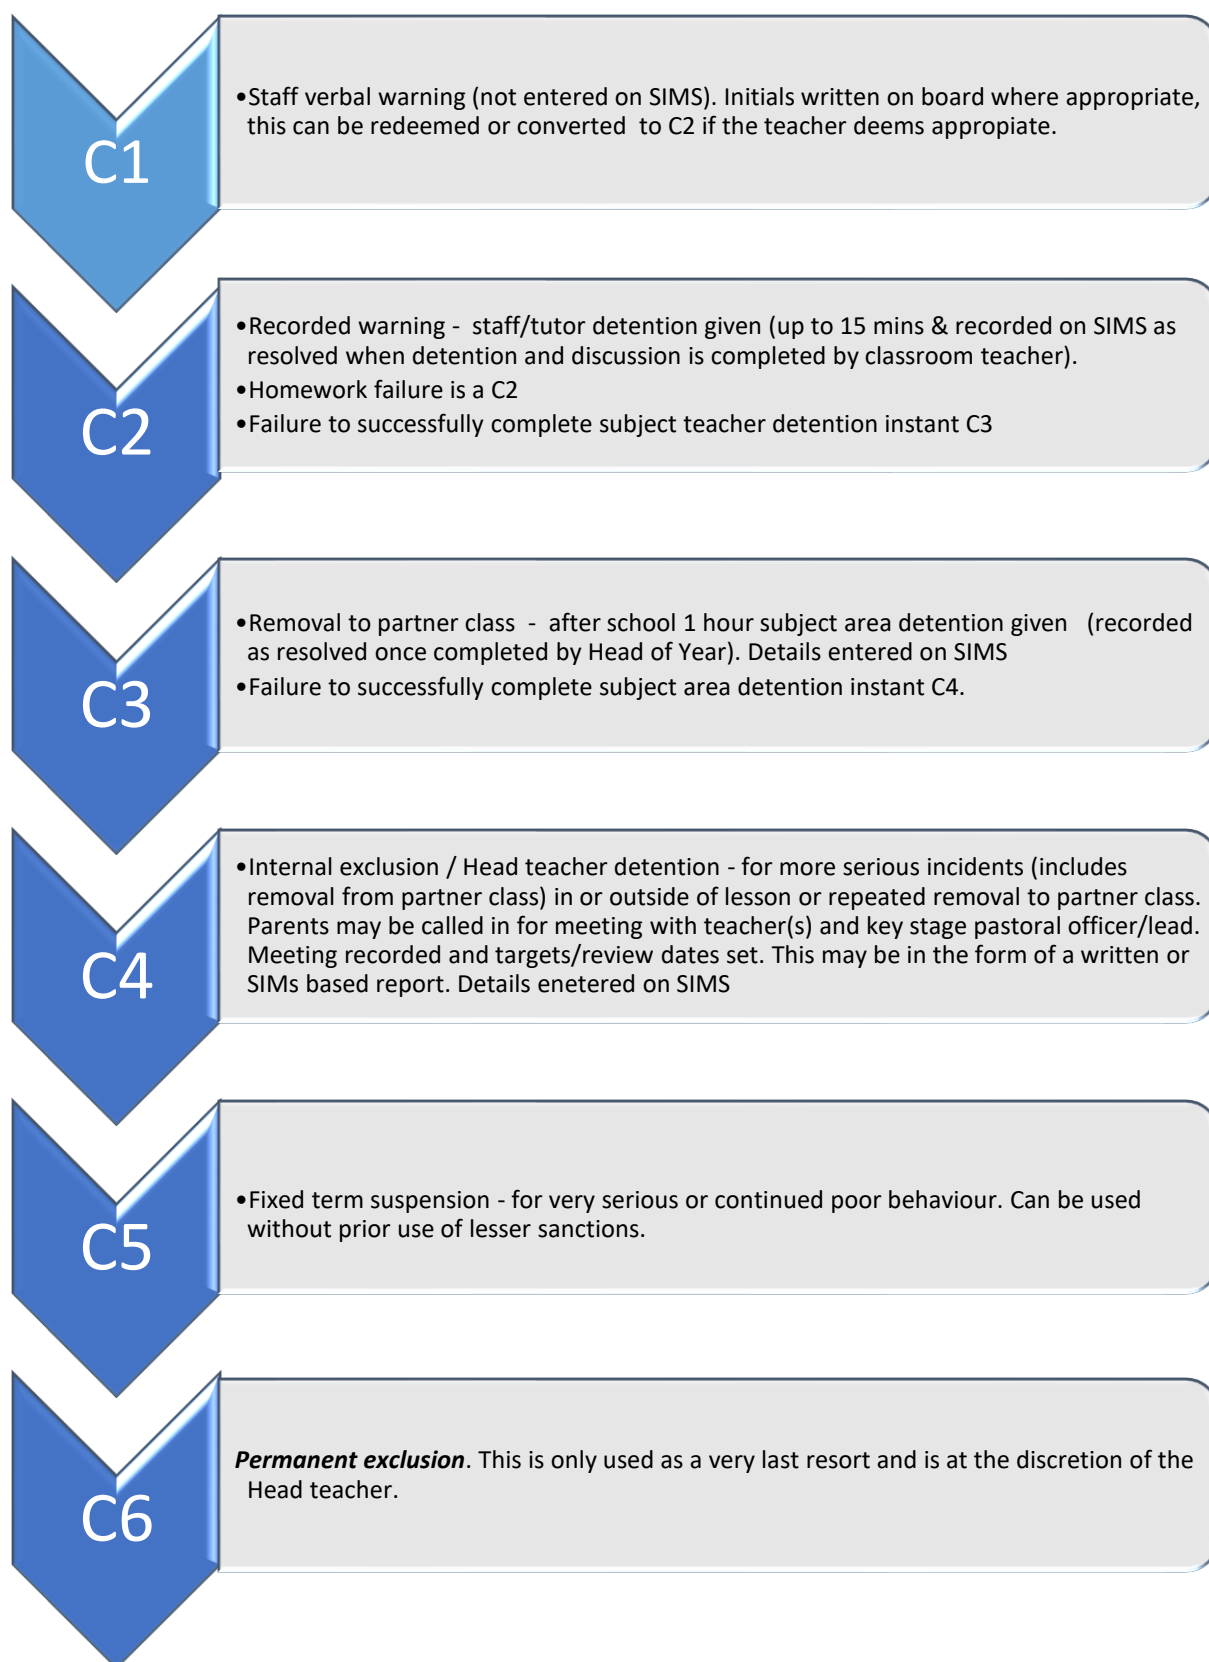 C1
•Staff verbal warning (not entered on SIMS). Initials written on board where appropriate,
this can be redeemed or converted  to C2 if the teacher deems appropiate.
C2
•Recorded warning -  staff/tutor detention given (up to 15 mins & recorded on SIMS as
resolved when detention and discussion is completed by classroom teacher).
•Homework failure is a C2
•Failure to successfully complete subject teacher detention instant C3
C3
•Removal to partner class  -  after school 1 hour subject area detention given   (recorded
as resolved once completed by Head of Year). Details entered on SIMS
•Failure to successfully complete subject area detention instant C4.
C4
•Internal exclusion / Head teacher detention - for more serious incidents (includes
removal from partner class) in or outside of lesson or repeated removal to partner class.
Parents may be called in for meeting with teacher(s) and key stage pastoral officer/lead.
Meeting recorded and targets/review dates set. This may be in the form of a written or
SIMs based report. Details enetered on SIMS
C5
•Fixed term suspension - for very serious or continued poor behaviour. Can be used
without prior use of lesser sanctions.
C6
Permanent exclusion. This is only used as a very last resort and is at the discretion of the
Head teacher.